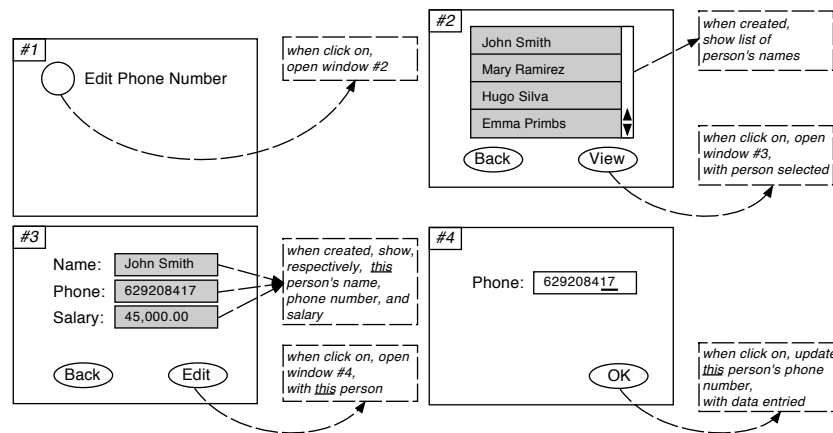 #1
Edit Phone Number
when click on,
open window #2
#2
John Smith
Mary Ramirez
Hugo Silva
Emma Primbs
Back
View
when created,
show list of
person's names
when click on, open
window #3,
with person selected
#3
Name: John Smith
Phone: 629208417
Salary: 45,000.00
Back
Edit
when created, show,
respectively, this
person's name,
phone number, and
salary
when click on, open
window #4,
with this person
#4
Phone: 629208417
OK
when click on, update
this person's phone
number,
with data entried